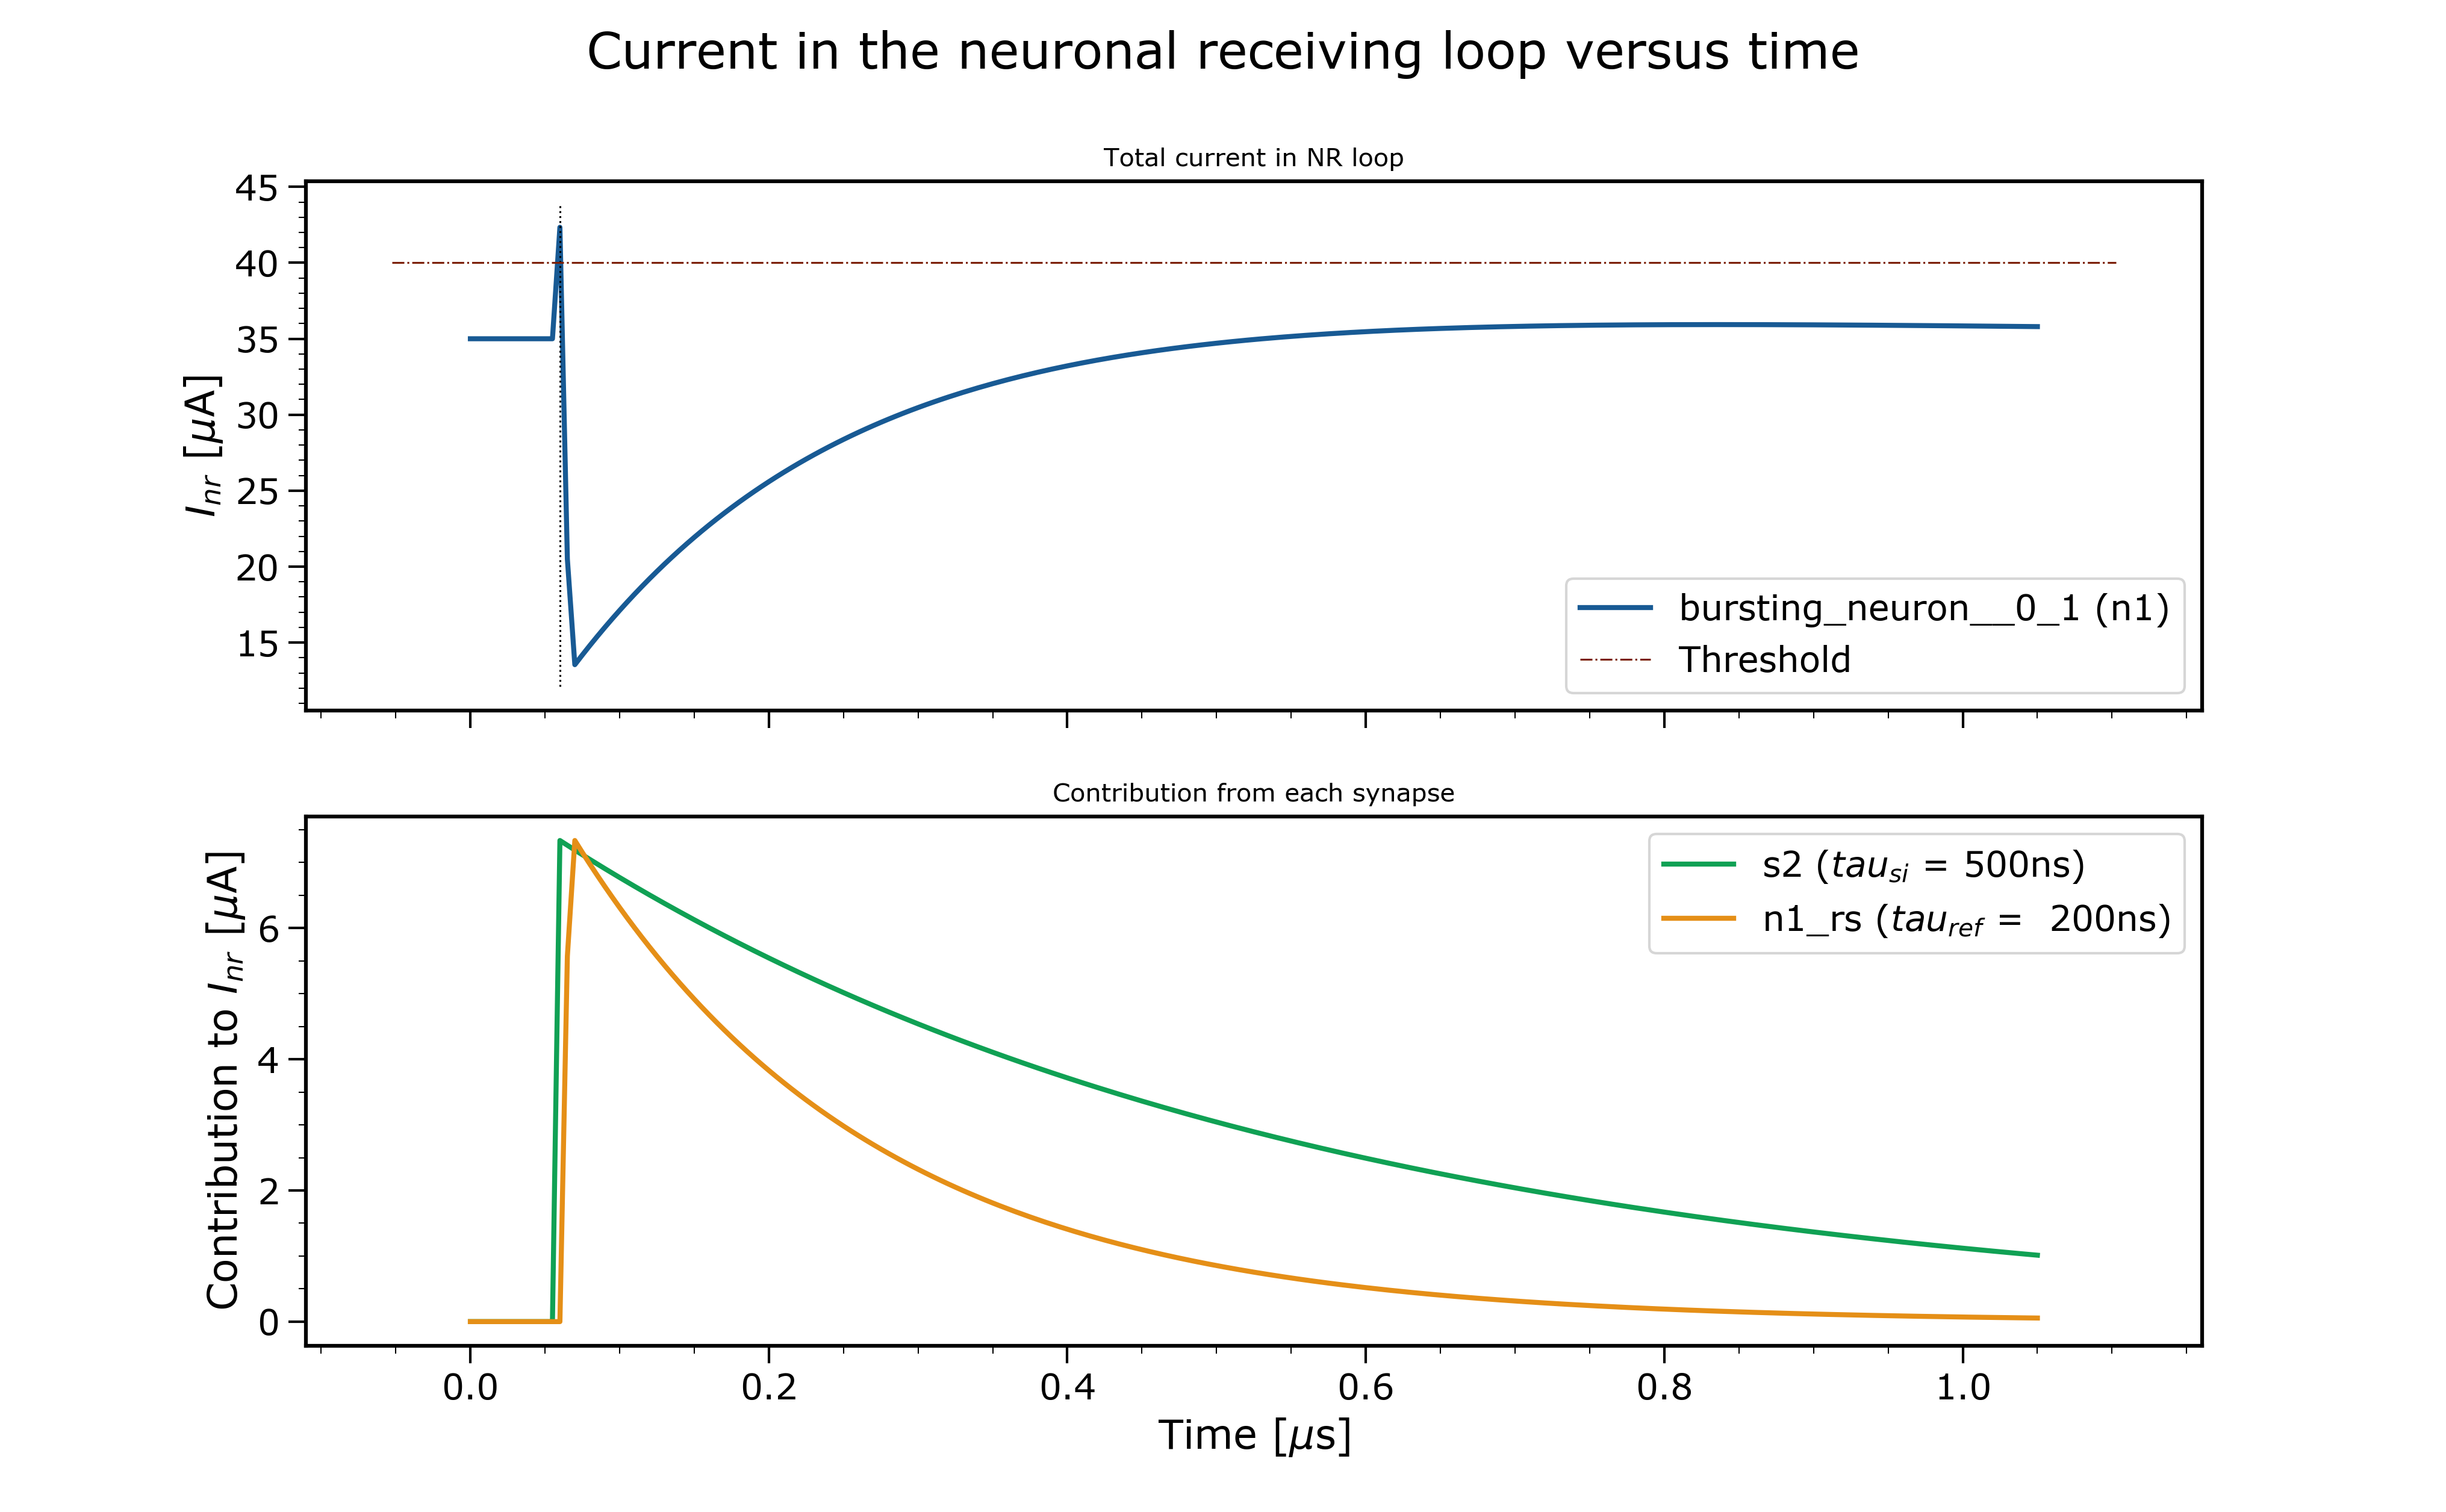 Current in the neuronal receiving loop versus time
Total current in NR loop
45
40
35
30
25
20
15
I_nr [μA]
bursting_neuron__0_1 (n1)
Threshold
Contribution from each synapse
6
4
2
0
Contribution to I_nr [μA]
s2 (tau_si = 500ns)
n1_rs (tau_ref =  200ns)
0.0 0.2 0.4 0.6 0.8 1.0
Time [μs]